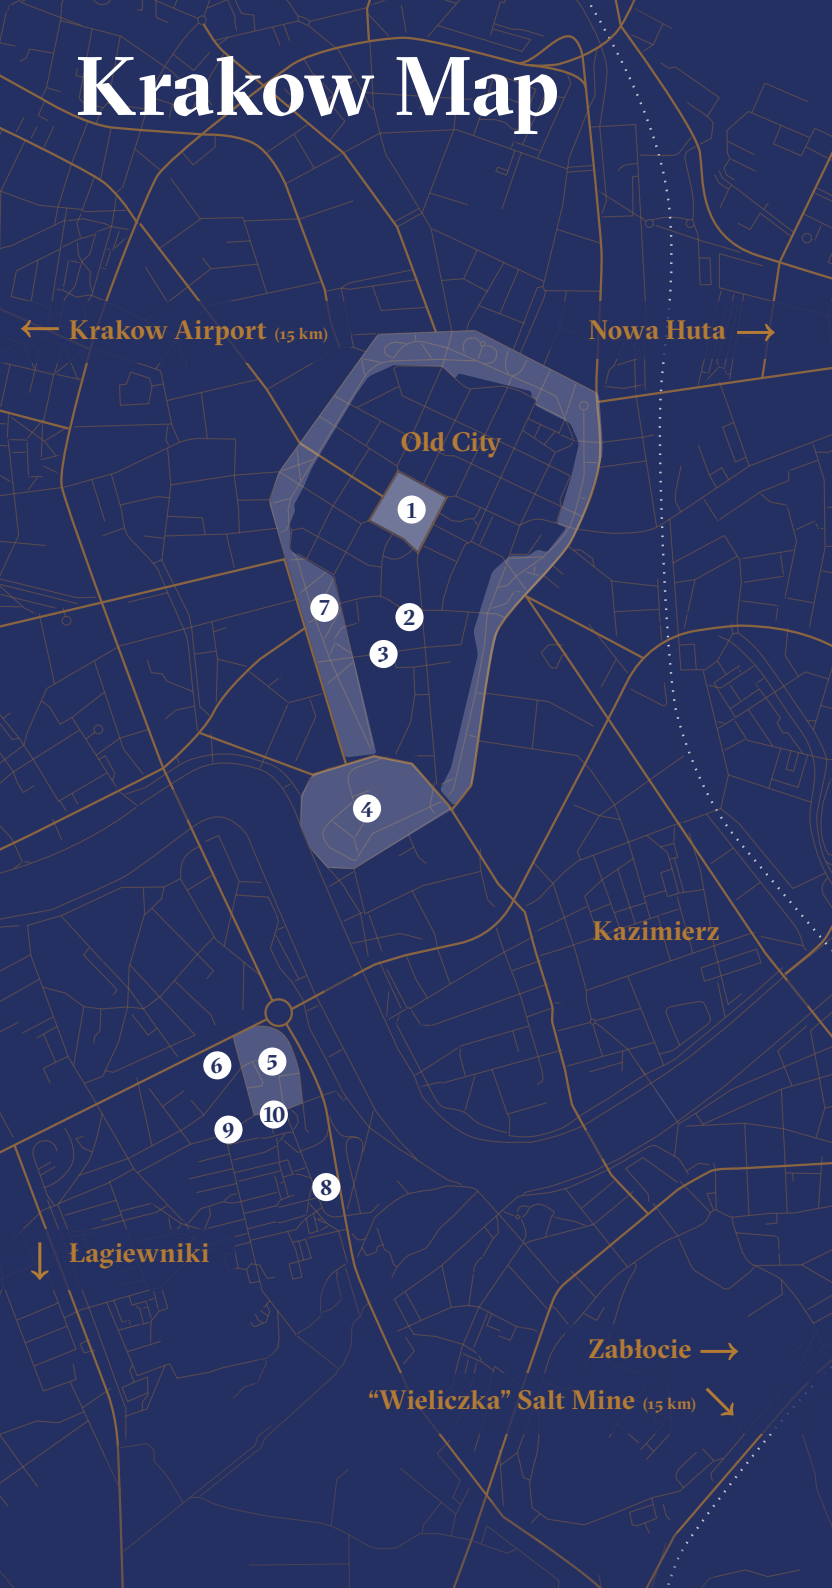 Krakow Map
← Krakow Airport (15 km)
Nowa Huta →
Old City
1
7
2
3
4
Kazimierz
6
5
9
10
8
↓ Łagiewniki
Zabłocie →
“Wieliczka” Salt Mine (15 km) ↘